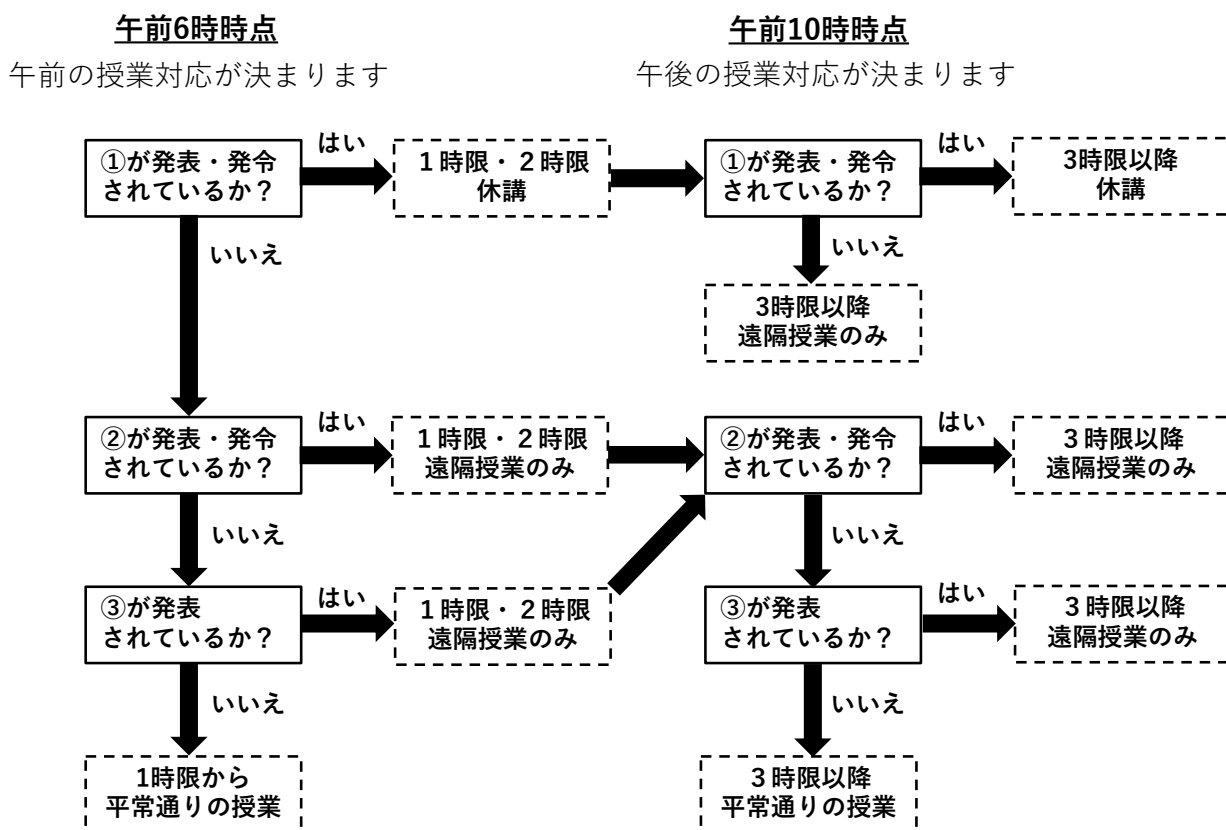 午前6時時点
午前の授業対応が決まります
午前10時時点
午後の授業対応が決まります
①が発表・発令
されているか？
はい
１時限・２時限
休講
①が発表・発令
されているか？
はい
3時限以降
休講
いいえ
いいえ
3時限以降
遠隔授業のみ
②が発表・発令
されているか？
はい
１時限・２時限
遠隔授業のみ
②が発表・発令
されているか？
はい
３時限以降
遠隔授業のみ
いいえ
いいえ
③が発表
されているか？
はい
１時限・２時限
遠隔授業のみ
③が発表
されているか？
はい
３時限以降
遠隔授業のみ
いいえ
いいえ
1時限から
平常通りの授業
３時限以降
平常通りの授業